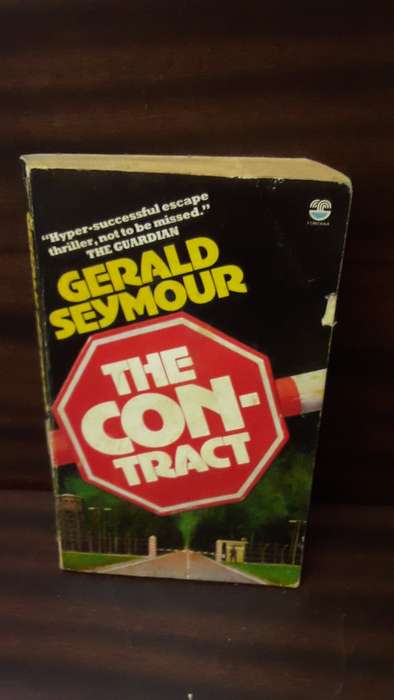 "Hyper-successful escape
thriller, not to be missed."
THE GUARDIAN
GERALD
SEYMOUR
THE
CON-
TRACT